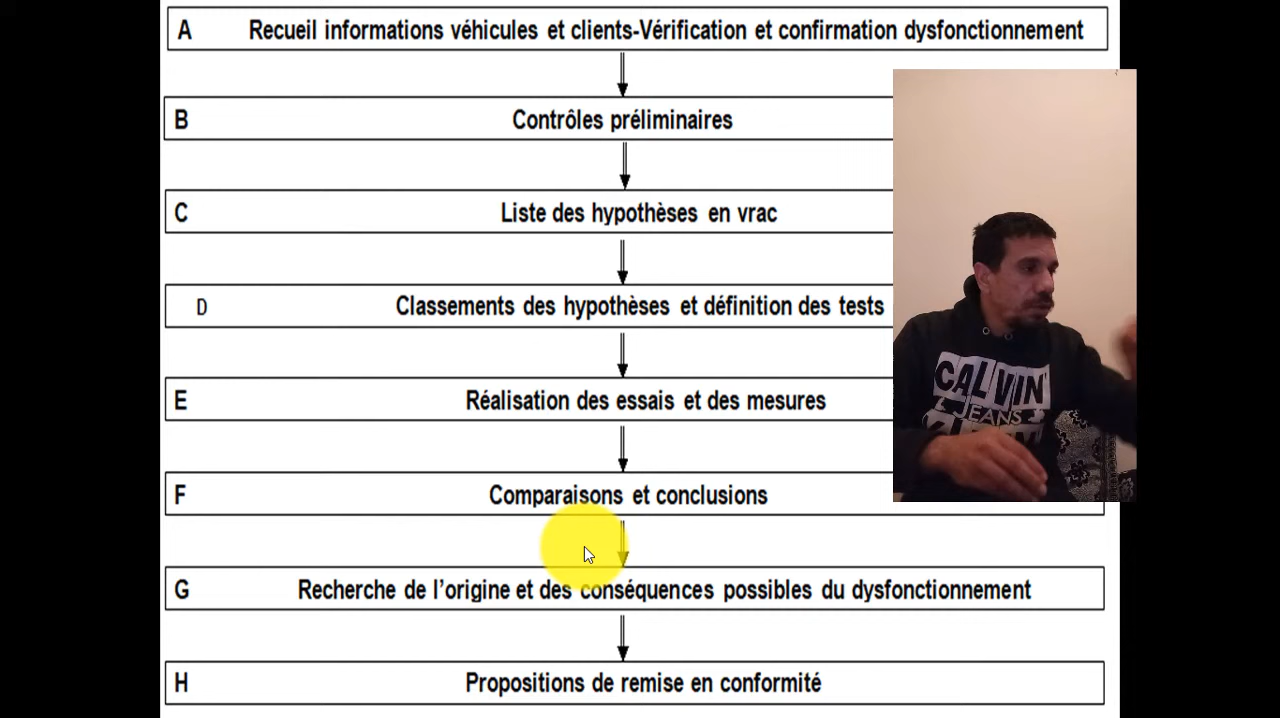 A Recueil informations véhicules et clients-Vérification et confirmation dysfonctionnement
B Contrôles préliminaires
C Liste des hypothèses en vrac
D Classements des hypothèses et définition des tests
E Réalisation des essais et des mesures
F Comparaisons et conclusions
G Recherche de l'origine et des conséquences possibles du dysfonctionnement
H Propositions de remise en conformité
CALVIN
JEANS